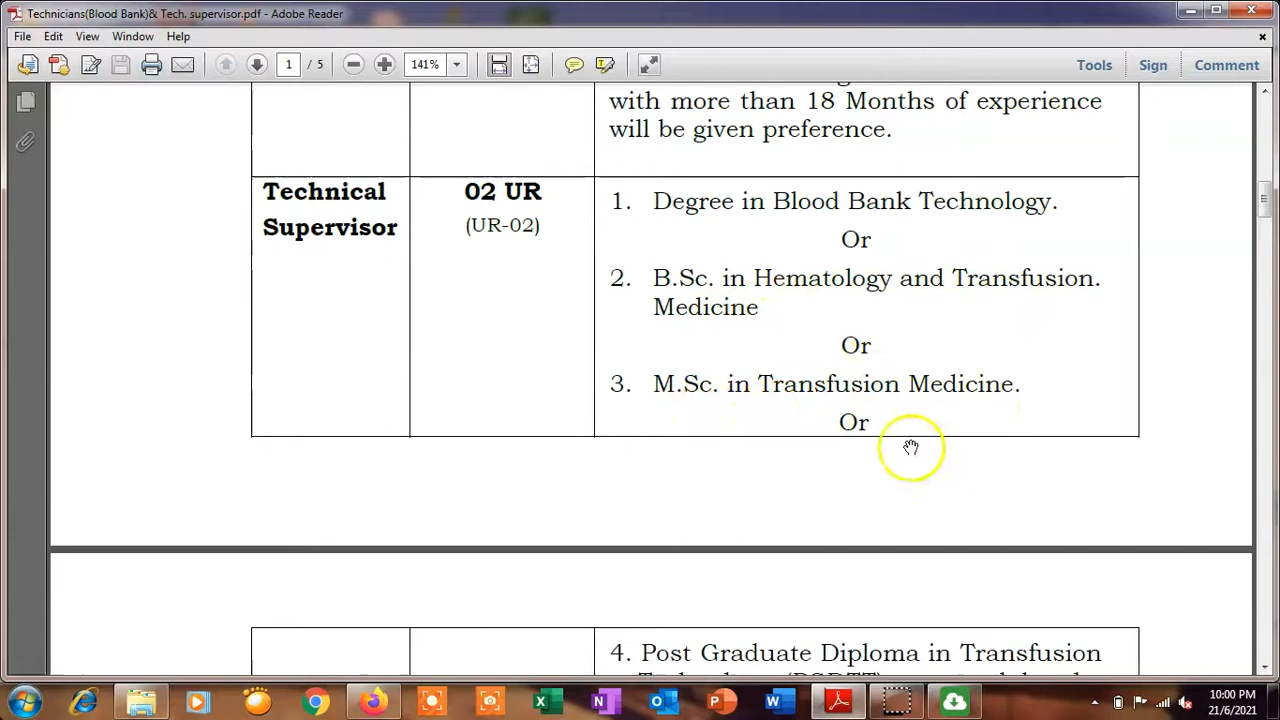 Technicians(Blood Bank)& Tech. supervisor.pdf - Adobe Reader
File Edit View Window Help
1 / 5 141% Tools Sign Comment
with more than 18 Months of experience
will be given preference.
Technical
Supervisor
02 UR
(UR-02)
1. Degree in Blood Bank Technology.
Or
2. B.Sc. in Hematology and Transfusion.
Medicine
Or
3. M.Sc. in Transfusion Medicine.
Or
4. Post Graduate Diploma in Transfusion
10:00 PM
21/6/2021